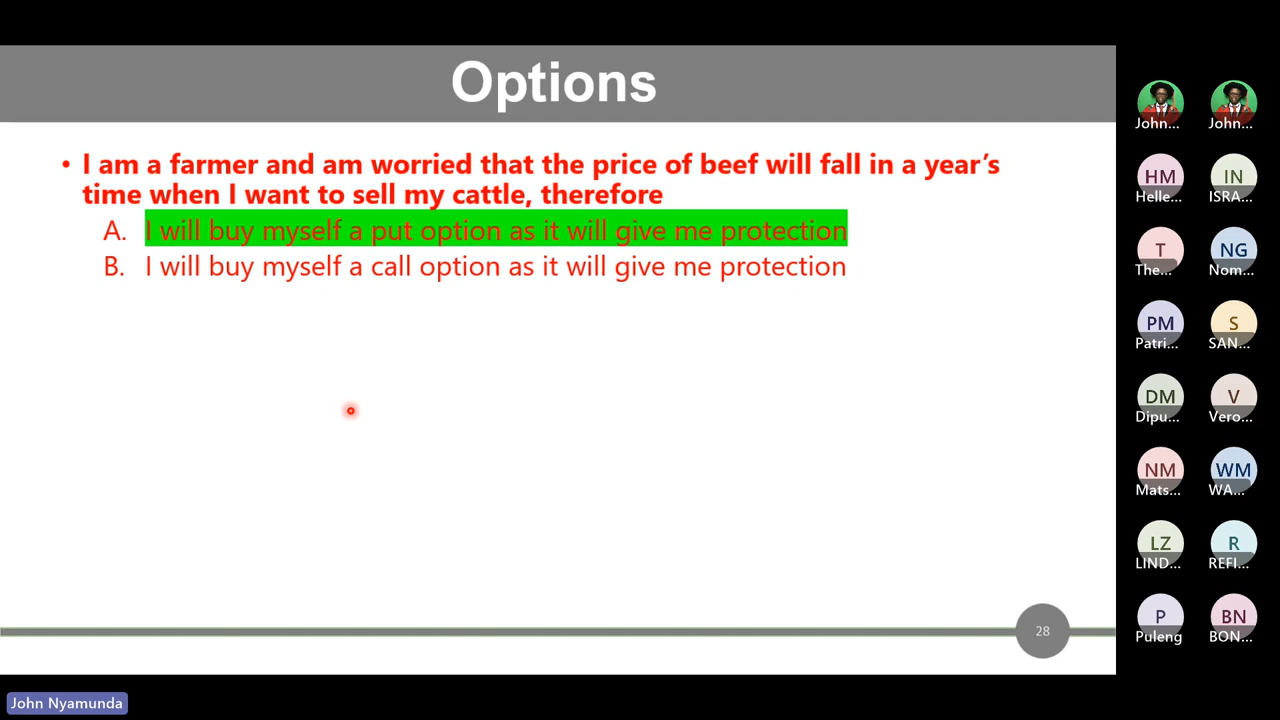 Options
• I am a farmer and am worried that the price of beef will fall in a year's
time when I want to sell my cattle, therefore
A. I will buy myself a put option as it will give me protection
B. I will buy myself a call option as it will give me protection
28
John Nyamunda
John... John...
HM IN
Helle... ISRA...
T NG
The... Nom...
PM S
Patri... SAN...
DM V
Dipu... Vero...
NM WM
Mats... WA...
LZ R
LIND... REFI...
P BN
Puleng BON...